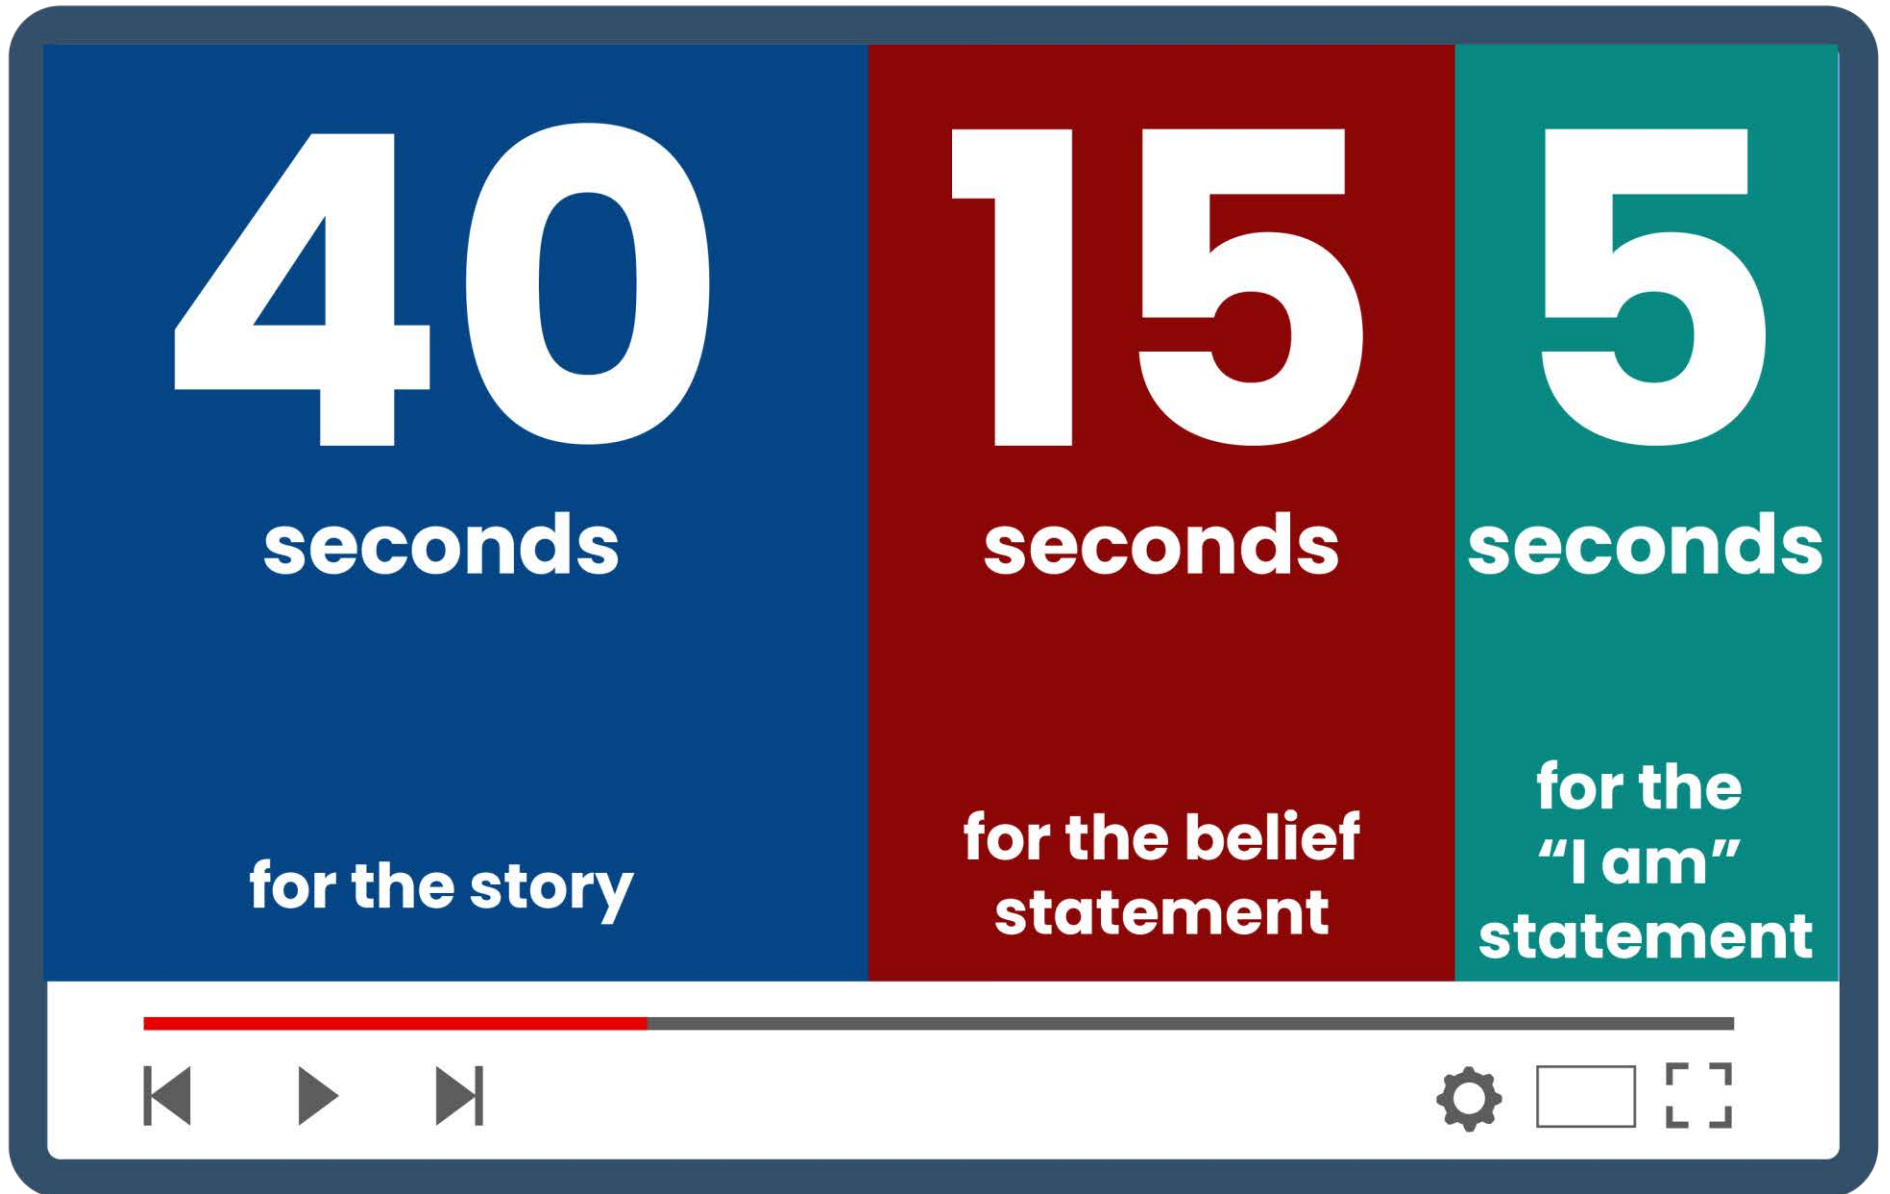 40
seconds
for the story
15
seconds
for the belief
statement
5
seconds
for the
“I am”
statement